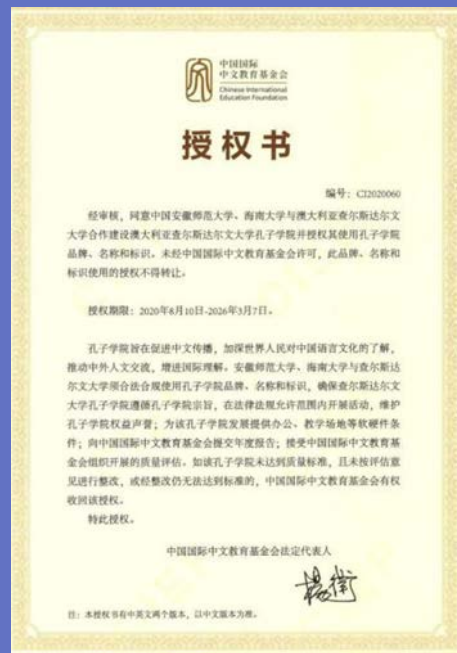 中国国际
中文教育基金会
Chinese International
Education Foundation
授权书
编号：CI2020060
经审核，同意中国安徽师范大学、海南大学与澳大利亚查尔斯达尔文
大学合作建设澳大利亚查尔斯达尔文大学孔子学院并授权其使用孔子学院
品牌、名称和标识。未经中国国际中文教育基金会许可，此品牌、名称和
标识使用的授权不得转让。
授权期限：2020年8月10日-2026年3月7日。
孔子学院旨在促进中文传播，加深世界人民对中国语言文化的了解，
推动中外人文交流，增进国际理解。安徽师范大学、海南大学与查尔斯达
尔文大学须合法合规使用孔子学院品牌、名称和标识，确保查尔斯达尔文
大学孔子学院遵循孔子学院宗旨，在法律法规允许范围内开展活动，维护
孔子学院权益声誉；为该孔子学院发展提供办公、教学场地等软硬件条
件；向中国国际中文教育基金会提交年度报告；接受中国国际中文教育基
金会组织开展的质量评估。如该孔子学院未达到质量标准，且未按评估意
见进行整改，或经整改仍无法达到标准的，中国国际中文教育基金会有权
收回该授权。
特此授权。
中国国际中文教育基金会法定代表人
楊衛
注：本授权书有中英文两个版本，以中文版本为准。